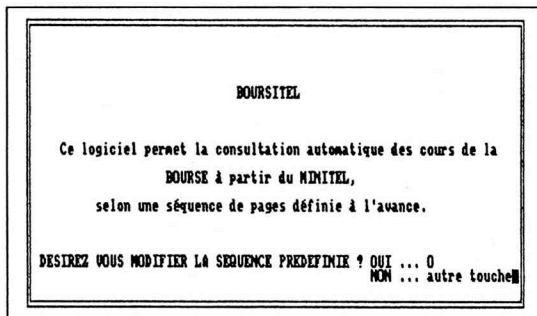 BOURSITEL
Ce logiciel permet la consultation automatique des cours de la
BOURSE à partir du MINITEL,
selon une séquence de pages définie à l'avance.
DESIREZ VOUS MODIFIER LA SEQUENCE PREDEFINIE ? OUI ... O
NON ... autre touche